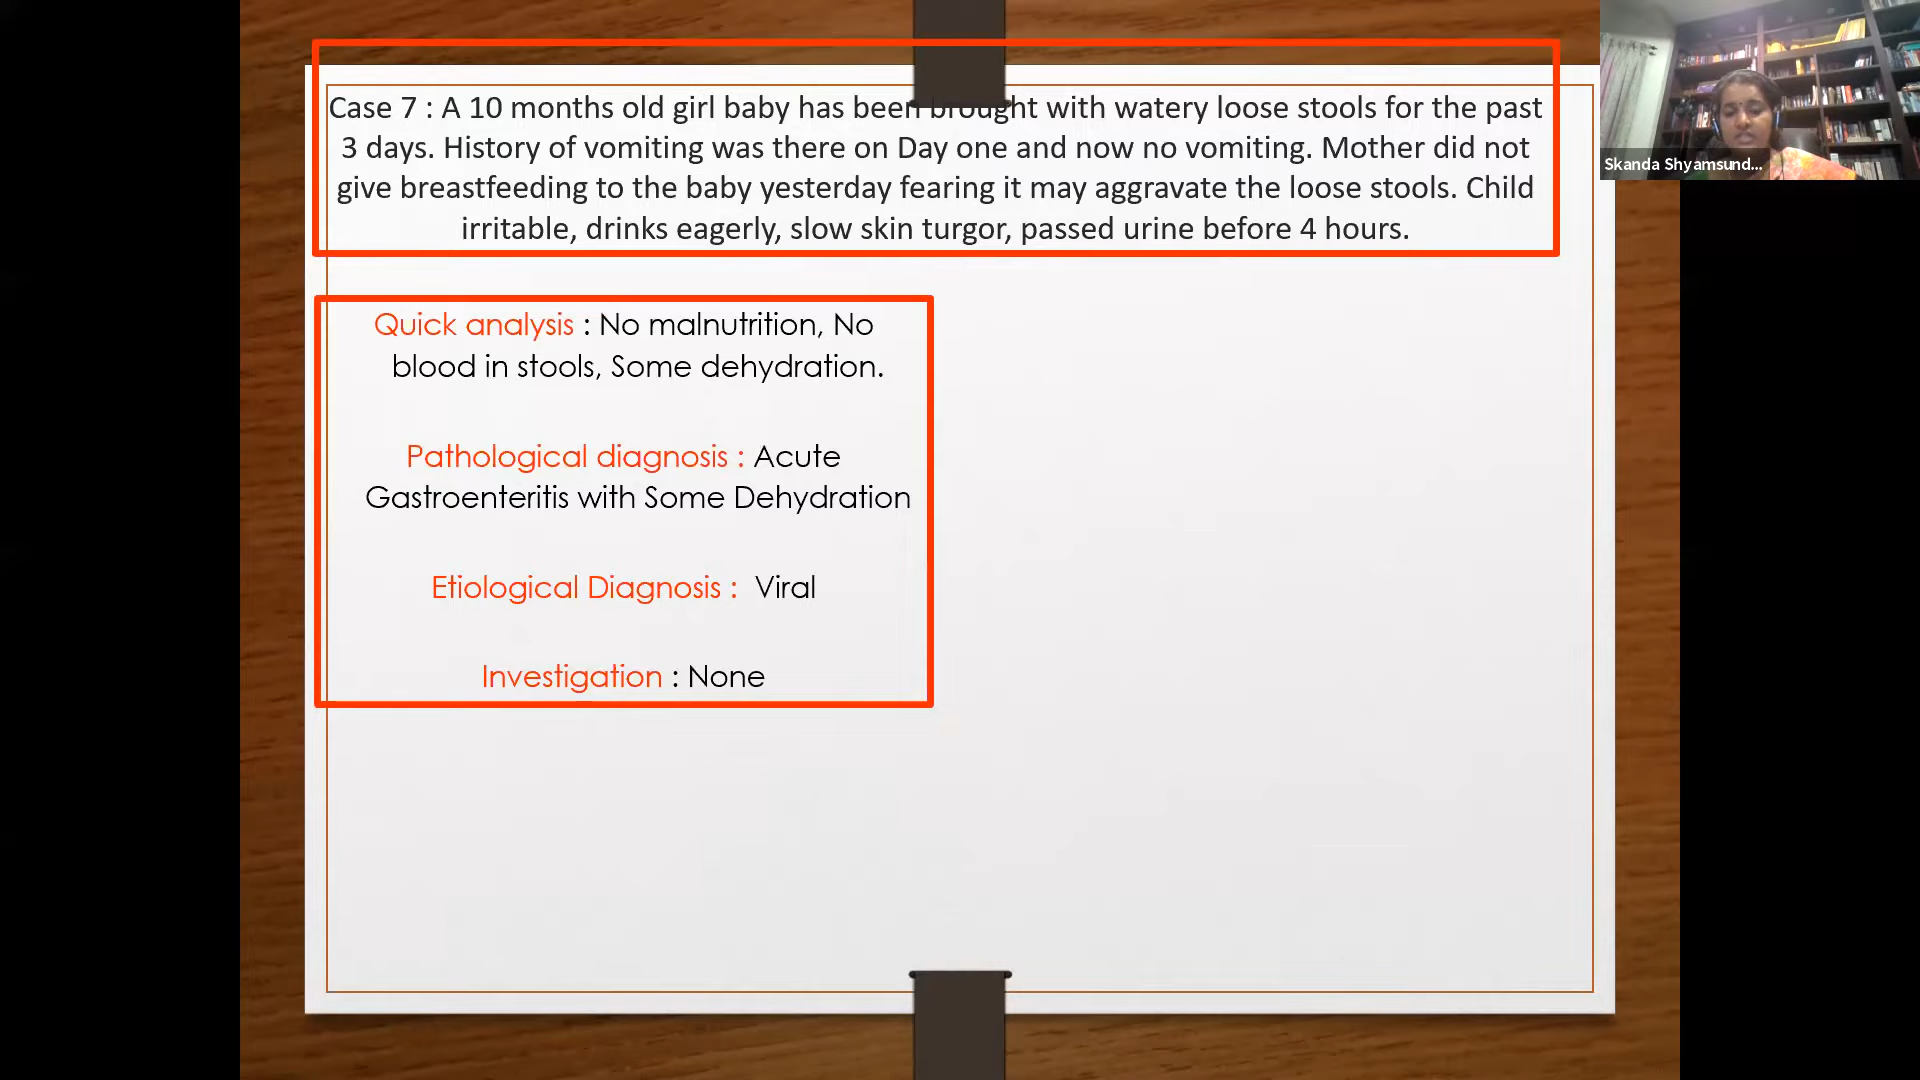 Case 7 : A 10 months old girl baby has been brought with watery loose stools for the past
3 days. History of vomiting was there on Day one and now no vomiting. Mother did not
give breastfeeding to the baby yesterday fearing it may aggravate the loose stools. Child
irritable, drinks eagerly, slow skin turgor, passed urine before 4 hours.
Skanda Shyamsund...
Quick analysis : No malnutrition, No
blood in stools, Some dehydration.
Pathological diagnosis : Acute
Gastroenteritis with Some Dehydration
Etiological Diagnosis : Viral
Investigation : None